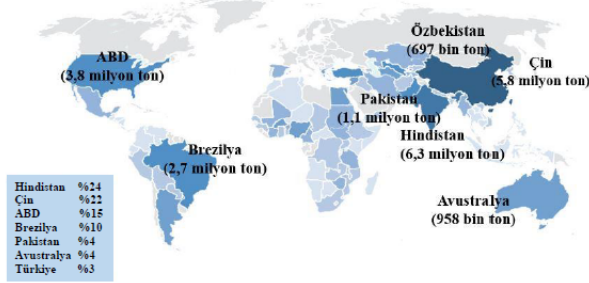 Özbekistan
(697 bin ton)
ABD
(3,8 milyon ton)
Çin
(5,8 milyon ton)
Pakistan
(1,1 milyon ton)
Hindistan
(6,3 milyon ton)
Brezilya
(2,7 milyon ton)
Avustralya
(958 bin ton)
Hindistan %24
Çin %22
ABD %15
Brezilya %10
Pakistan %4
Avustralya %4
Türkiye %3